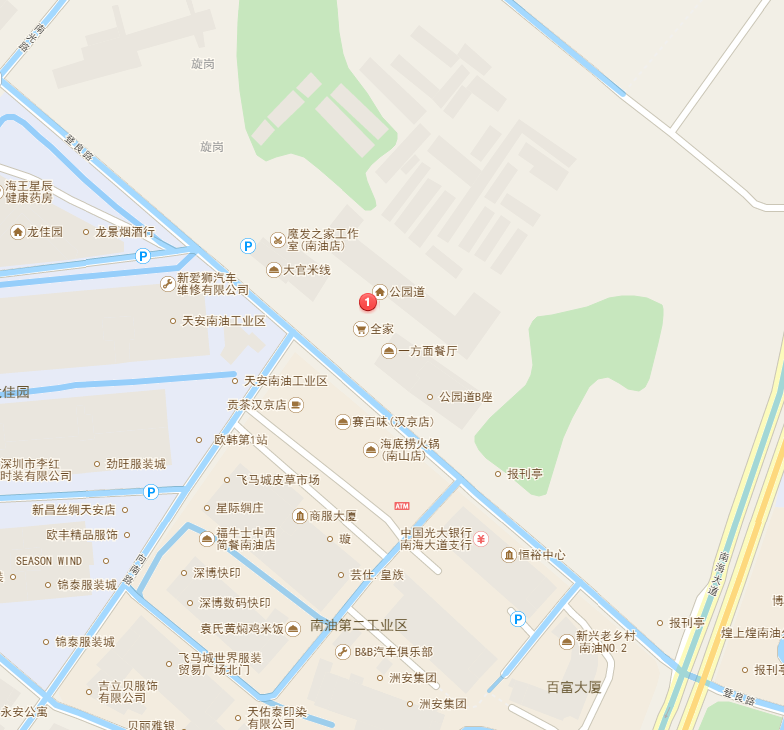 南光路
旋岗
旋岗
登良路
海王星辰
健康药房
龙佳园
龙景烟酒行
P
P
魔发之家工作
室(南油店)
大官米线
新爱狮汽车
维修有限公司
公园道
1
天安南油工业区
全家
一方面餐厅
天安南油工业区
佳园
贡茶汉京店
公园道B座
赛百味(汉京店)
欧韩第1站
海底捞火锅
(南山店)
深圳市李红
时装有限公司
劲旺服装城
飞马城皮草市场
报刊亭
P
新昌丝绸天安店
星际绸庄
商服大厦
ATM
欧丰精品服饰
福牛士中西
简餐南油店
璇
中国光大银行
南海大道支行
恒裕中心
SEASON WIND
向南路
深博快印
芸仕.皇族
南海大道
锦泰服装城
深博数码快印
博
袁氏黄焖鸡米饭
南油第二工业区
P
报刊亭
锦泰服装城
B&B汽车俱乐部
新兴老乡村
南油NO.2
煌上煌南油
飞马城世界服装
贸易广场北门
洲安集团
报刊亭
吉立贝服饰
有限公司
百富大厦
永安公寓
洲安集团
登良路
贝丽雅银
天佑泰印染
有限公司